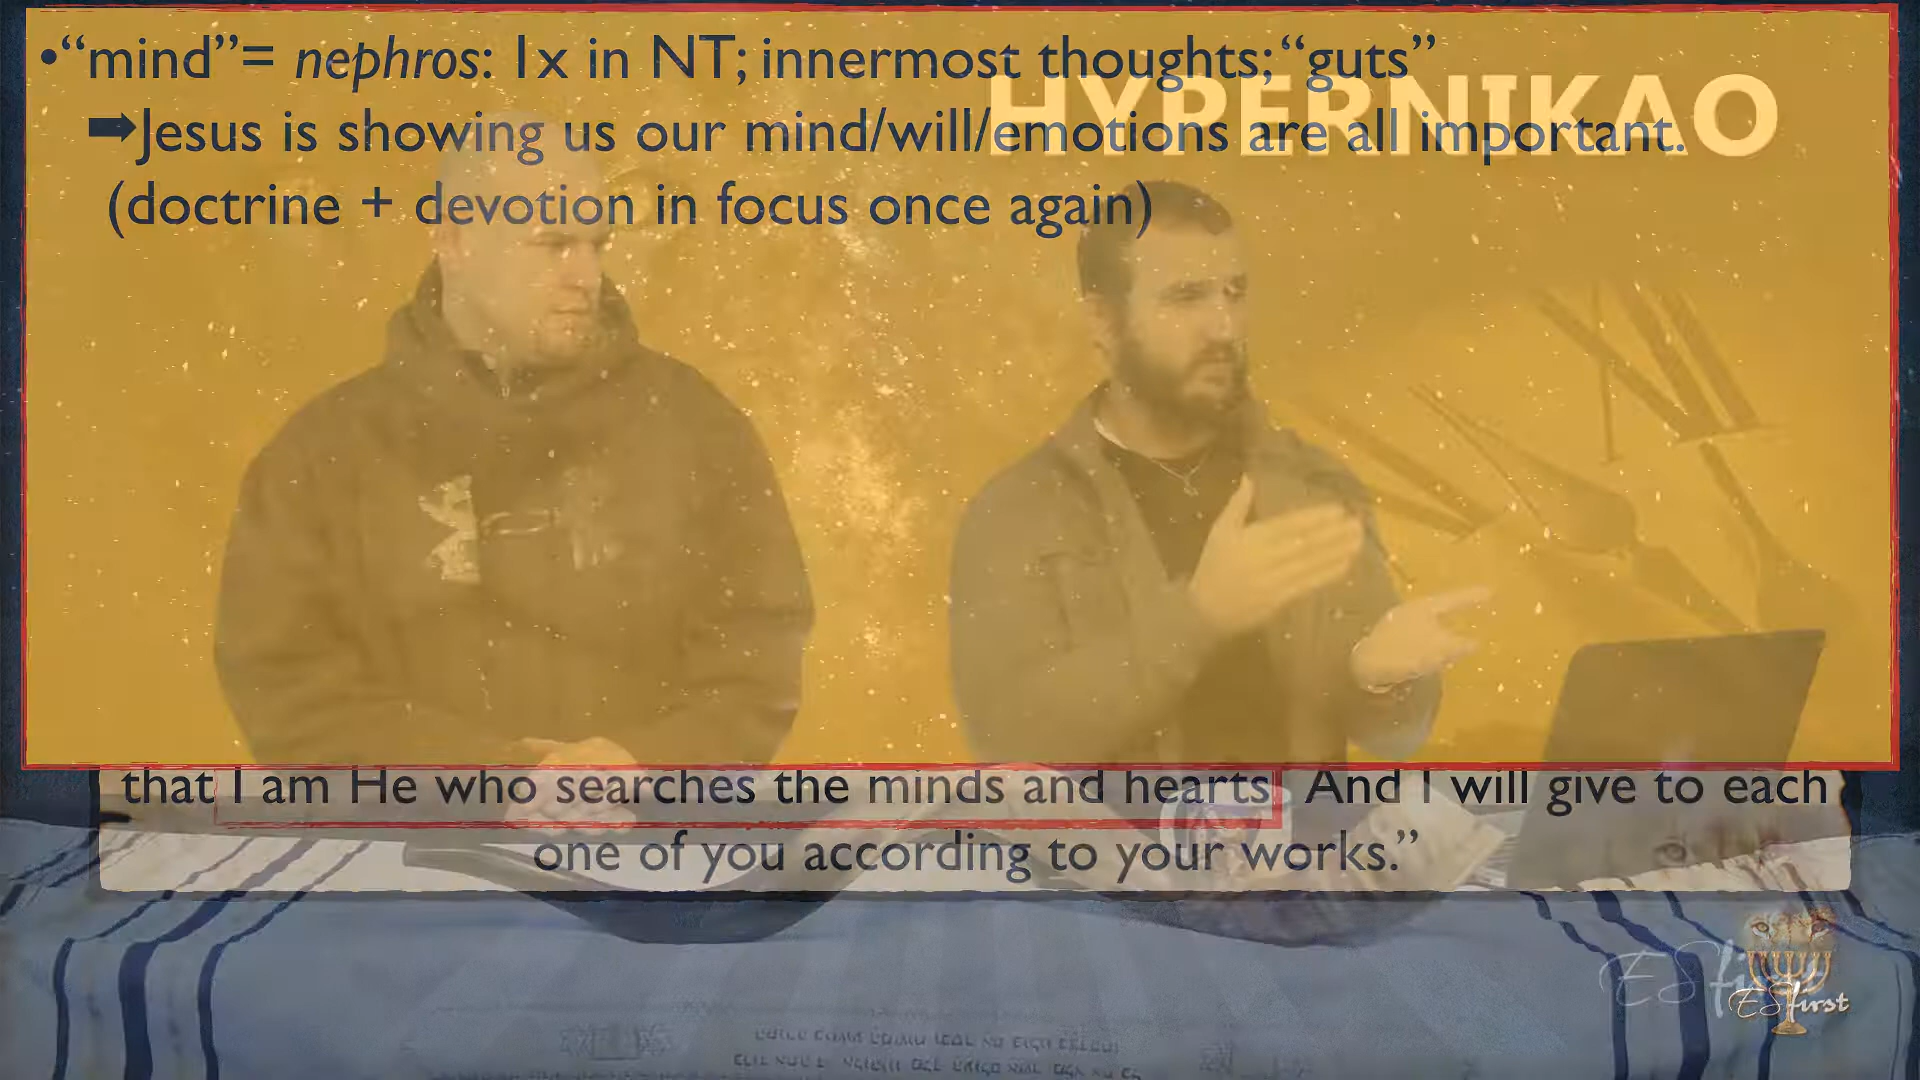 •“mind”= nephros: 1x in NT; innermost thoughts; “guts”
HYPERNIKAO
➡Jesus is showing us our mind/will/emotions are all important.
(doctrine + devotion in focus once again)
that I am He who searches the minds and hearts. And I will give to each
one of you according to your works.”
ESfirst